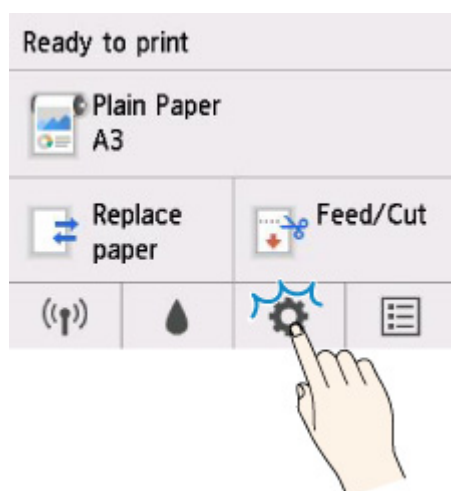 Ready to print
Plain Paper
A3
Replace
paper
Feed/Cut